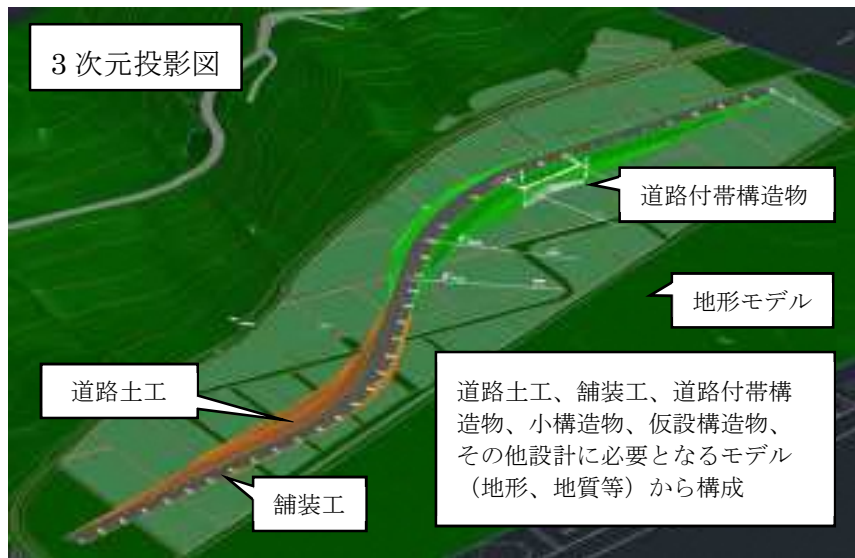 3次元投影図
道路付帯構造物
地形モデル
道路土工
舗装工
道路土工、舗装工、道路付帯構
造物、小構造物、仮設構造物、
その他設計に必要となるモデル
（地形、地質等）から構成